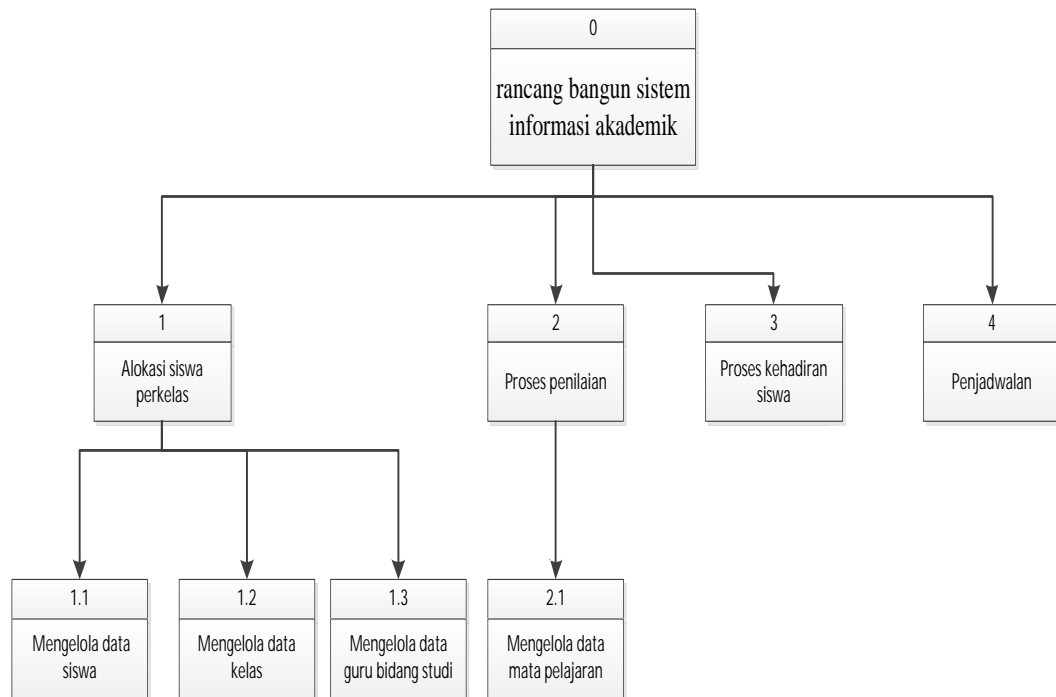 0
rancang bangun sistem
informasi akademik
1
Alokasi siswa
perkelas
2
Proses penilaian
3
Proses kehadiran
siswa
4
Penjadwalan
1.1
Mengelola data
siswa
1.2
Mengelola data
kelas
1.3
Mengelola data
guru bidang studi
2.1
Mengelola data
mata pelajaran